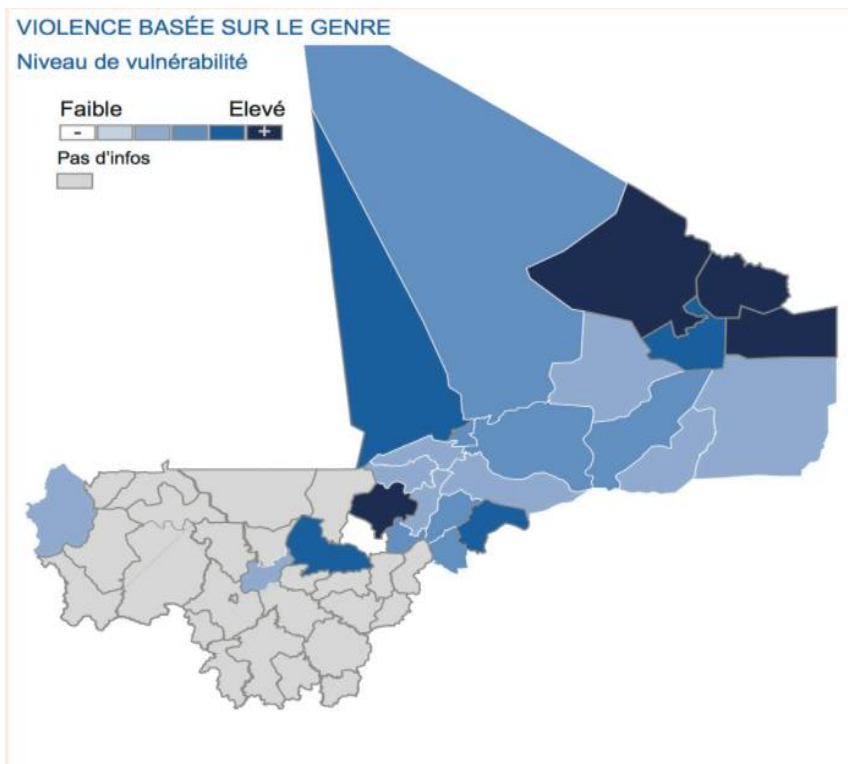 VIOLENCE BASÉE SUR LE GENRE
Niveau de vulnérabilité
Faible Elevé
- +
Pas d'infos